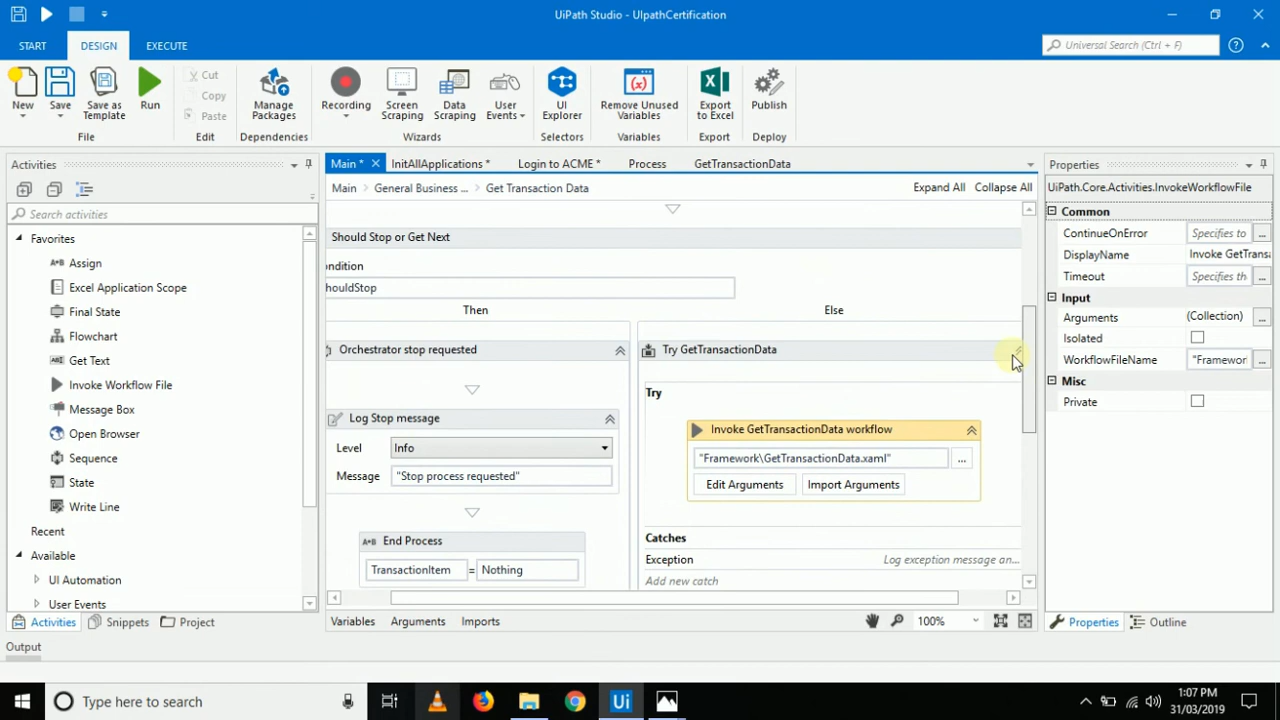 UiPath Studio - UIpathCertification
START DESIGN EXECUTE
Universal Search (Ctrl + F)
New Save Save as Template Run
Cut
Copy
Paste
Manage Packages
Recording
Screen Scraping
Data Scraping
User Events
UI Explorer
Remove Unused Variables
Export to Excel
Publish
File Edit Dependencies Wizards Selectors Variables Export Deploy
Activities
Main * InitAllApplications * Login to ACME * Process GetTransactionData
Properties
Main General Business ... Get Transaction Data
Expand All Collapse All
UiPath.Core.Activities.InvokeWorkflowFile
Search activities
Favorites
Assign
Excel Application Scope
Final State
Flowchart
Get Text
Invoke Workflow File
Message Box
Open Browser
Sequence
State
Write Line
Recent
Available
UI Automation
User Events
Should Stop or Get Next
ondition
houldStop
Then Else
Orchestrator stop requested
Log Stop message
Level Info
Message "Stop process requested"
End Process
TransactionItem = Nothing
Try GetTransactionData
Try
Invoke GetTransactionData workflow
"Framework\GetTransactionData.xaml" ...
Edit Arguments Import Arguments
Catches
Exception Log exception message an...
Add new catch
Common
ContinueOnError Specifies to ...
DisplayName Invoke GetTransa
Timeout Specifies th ...
Input
Arguments (Collection) ...
Isolated
WorkflowFileName "Framewor ...
Misc
Private
Activities Snippets Project
Variables Arguments Imports
100%
Properties Outline
Output
Type here to search
Ui
1:07 PM
31/03/2019